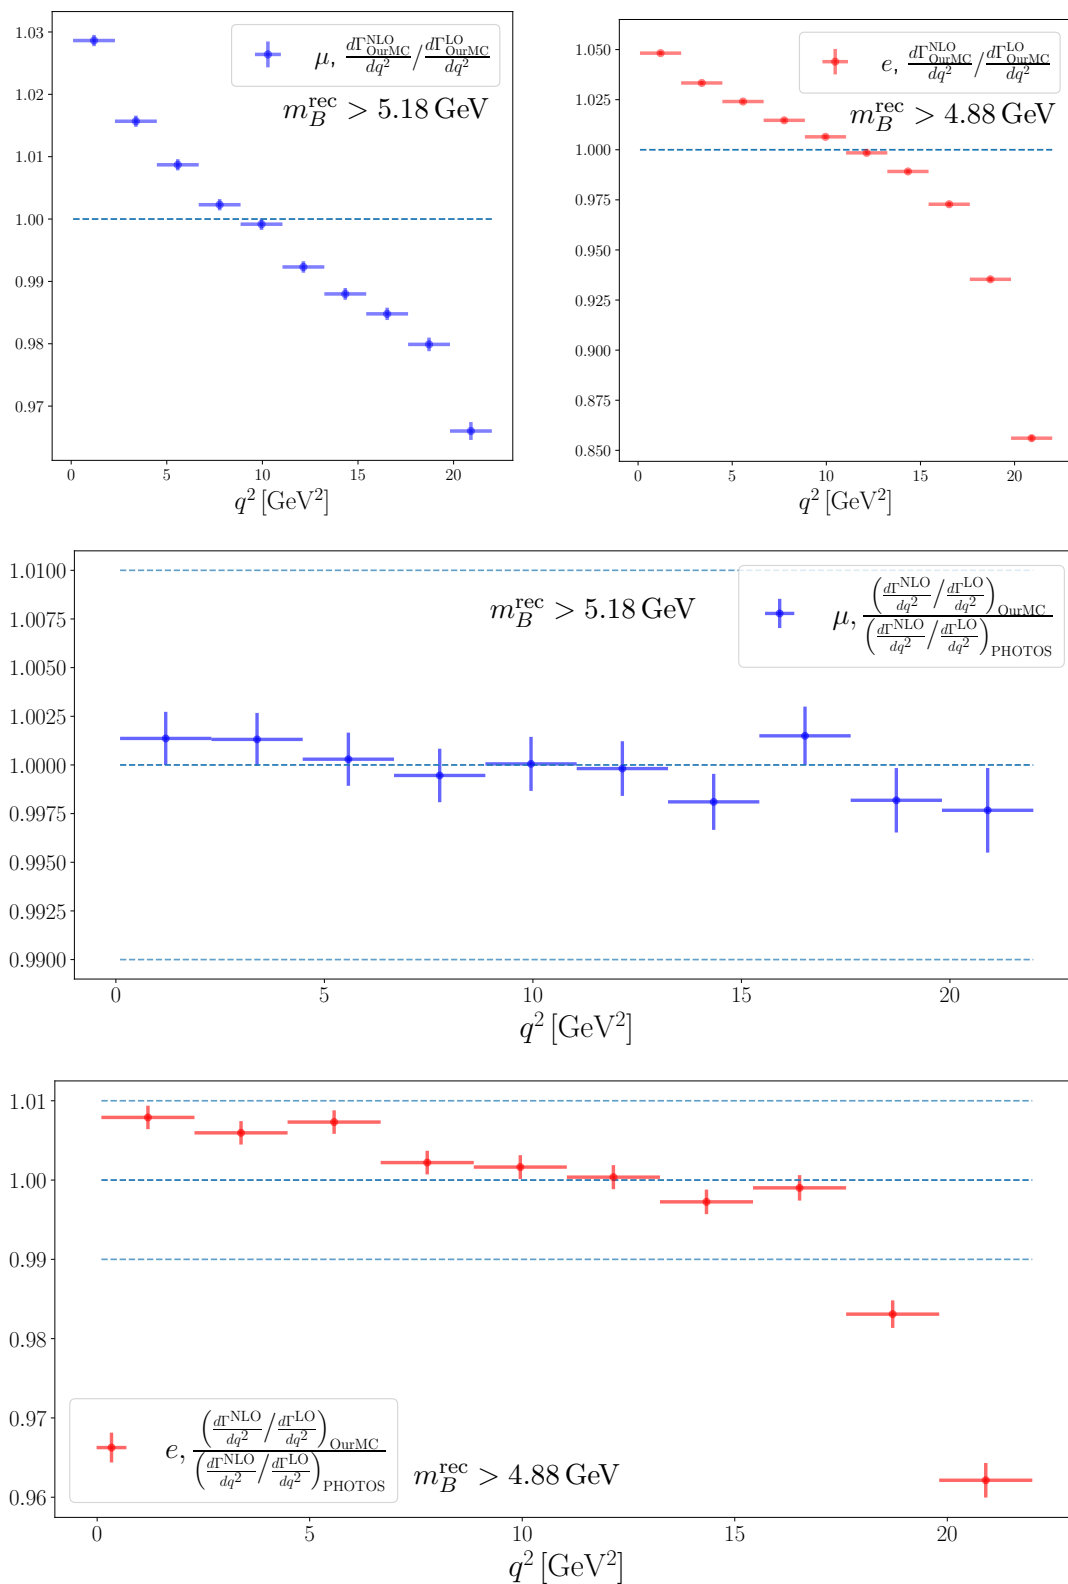 1.03
1.02
1.01
1.00
0.99
0.98
0.97
μ, dΓ^NLO_OurMC/dq² / dΓ^LO_OurMC/dq²
m_B^rec > 5.18 GeV
0 5 10 15 20
q² [GeV²]
1.050
1.025
1.000
0.975
0.950
0.925
0.900
0.875
0.850
e, dΓ^NLO_OurMC/dq² / dΓ^LO_OurMC/dq²
m_B^rec > 4.88 GeV
0 5 10 15 20
q² [GeV²]
1.0100
1.0075
1.0050
1.0025
1.0000
0.9975
0.9950
0.9925
0.9900
m_B^rec > 5.18 GeV
μ, (dΓ^NLO/dq² / dΓ^LO/dq²)_OurMC / (dΓ^NLO/dq² / dΓ^LO/dq²)_PHOTOS
0 5 10 15 20
q² [GeV²]
1.01
1.00
0.99
0.98
0.97
0.96
e, (dΓ^NLO/dq² / dΓ^LO/dq²)_OurMC / (dΓ^NLO/dq² / dΓ^LO/dq²)_PHOTOS
m_B^rec > 4.88 GeV
0 5 10 15 20
q² [GeV²]